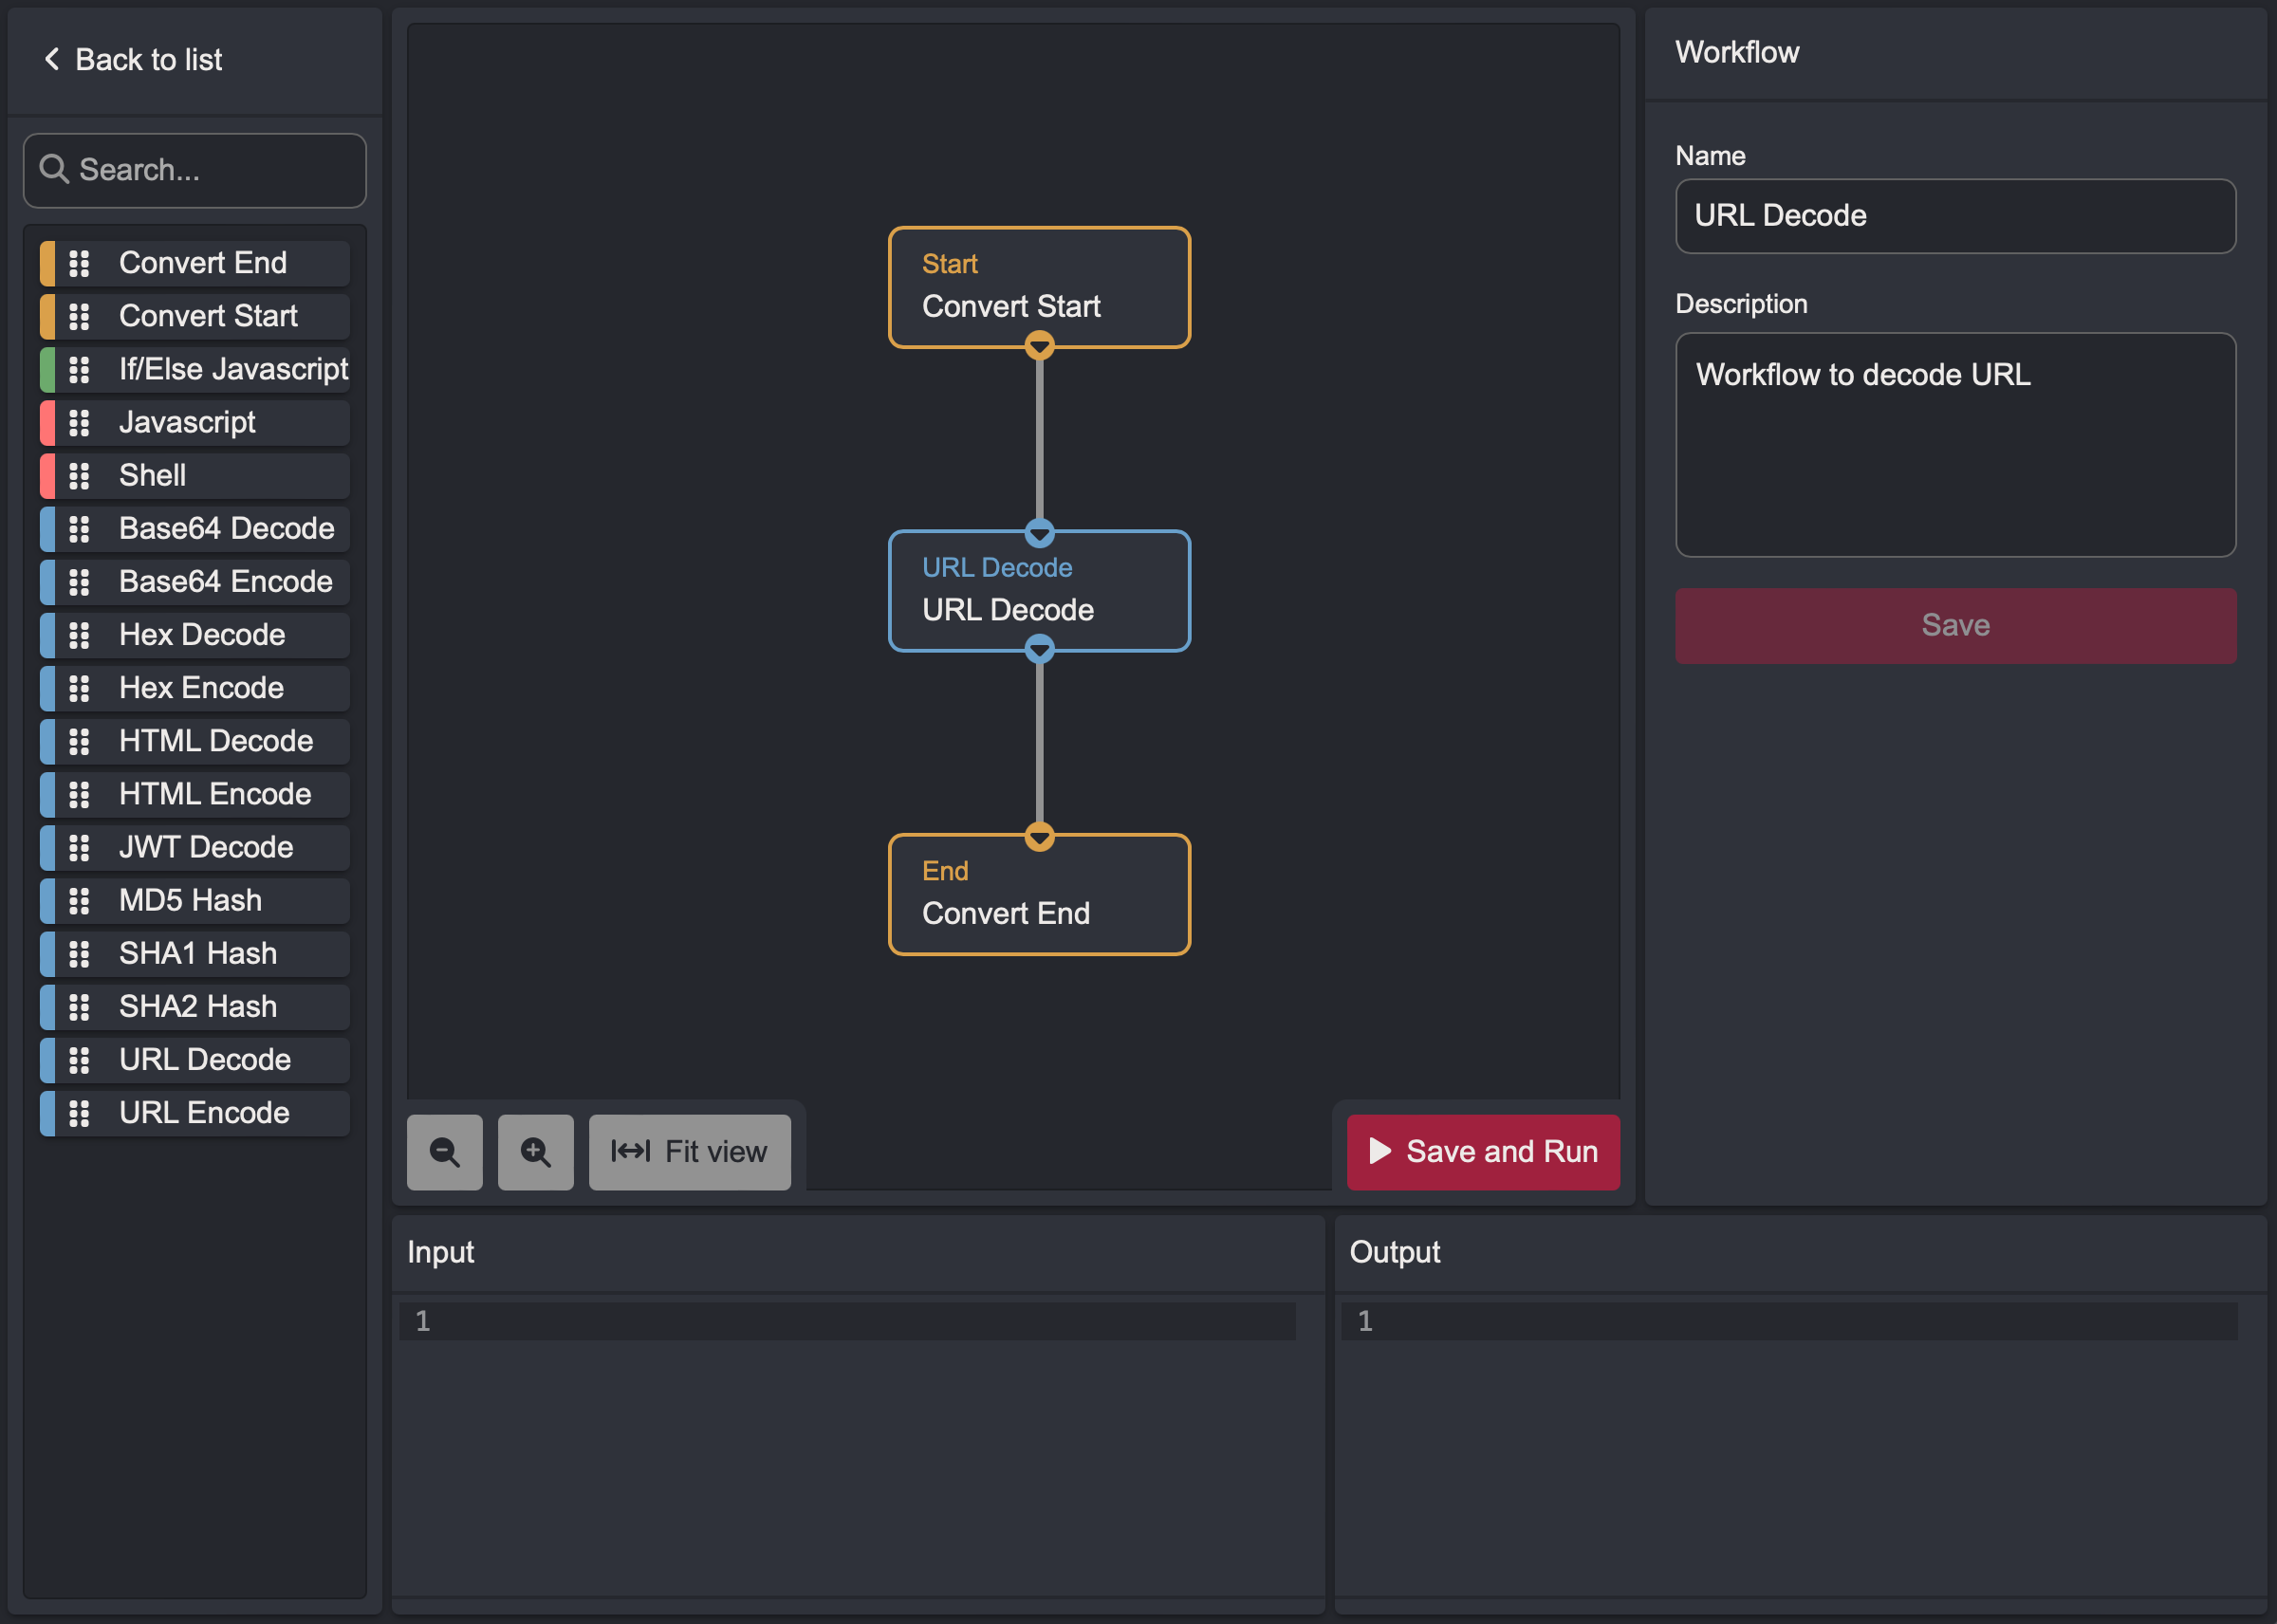 Back to list
Search...
Convert End
Convert Start
If/Else Javascript
Javascript
Shell
Base64 Decode
Base64 Encode
Hex Decode
Hex Encode
HTML Decode
HTML Encode
JWT Decode
MD5 Hash
SHA1 Hash
SHA2 Hash
URL Decode
URL Encode
Start
Convert Start
URL Decode
URL Decode
End
Convert End
Fit view
Save and Run
Workflow
Name
URL Decode
Description
Workflow to decode URL
Save
Input
1
Output
1